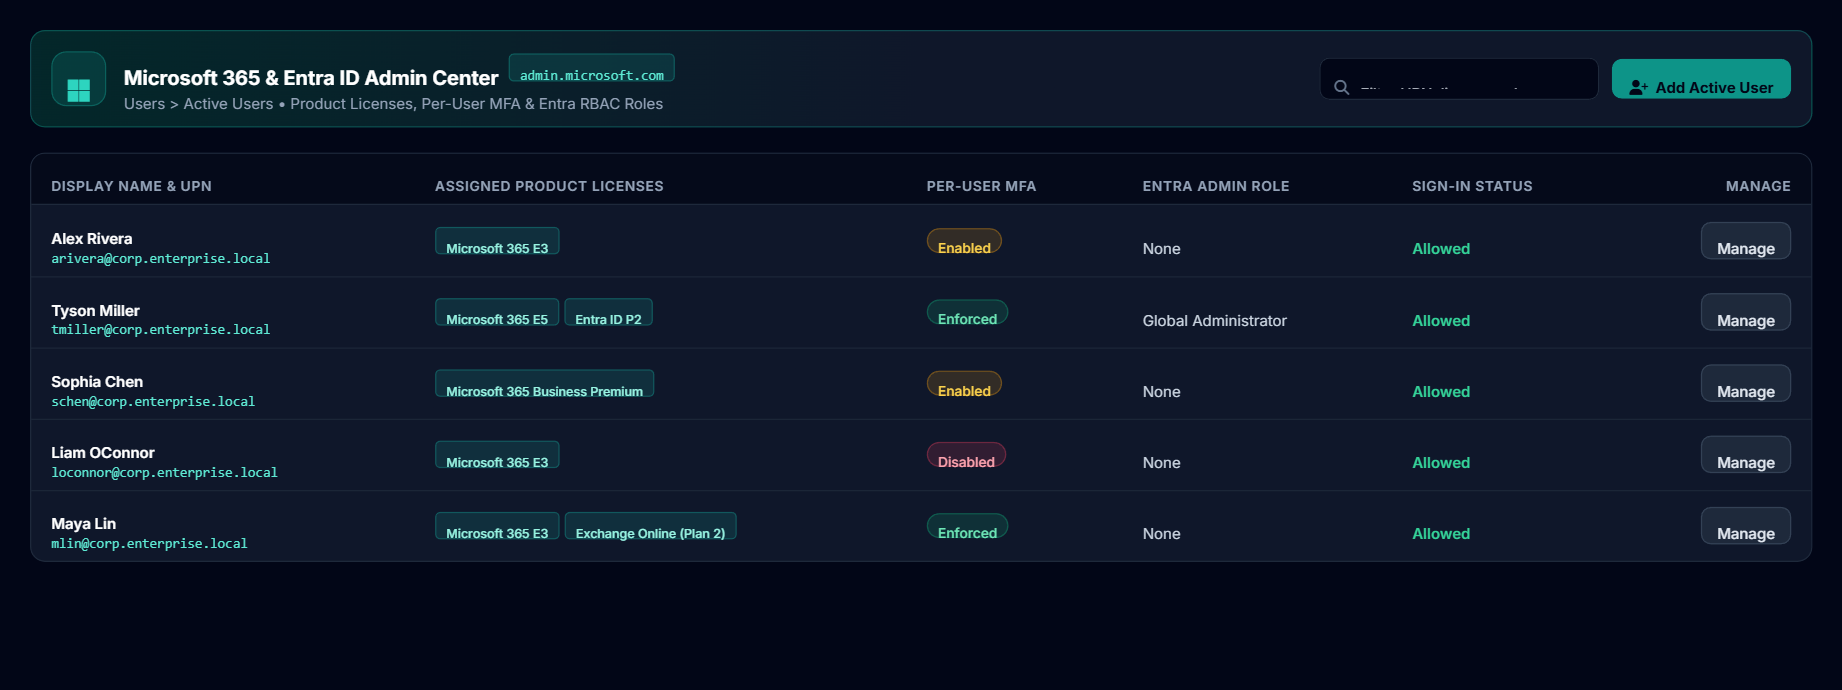 Microsoft 365 & Entra ID Admin Center admin.microsoft.com
Users > Active Users • Product Licenses, Per-User MFA & Entra RBAC Roles
Add Active User
DISPLAY NAME & UPN ASSIGNED PRODUCT LICENSES PER-USER MFA ENTRA ADMIN ROLE SIGN-IN STATUS MANAGE
Alex Rivera
arivera@corp.enterprise.local
Microsoft 365 E3 Enabled None Allowed Manage
Tyson Miller
tmiller@corp.enterprise.local
Microsoft 365 E5 Entra ID P2 Enforced Global Administrator Allowed Manage
Sophia Chen
schen@corp.enterprise.local
Microsoft 365 Business Premium Enabled None Allowed Manage
Liam OConnor
loconnor@corp.enterprise.local
Microsoft 365 E3 Disabled None Allowed Manage
Maya Lin
mlin@corp.enterprise.local
Microsoft 365 E3 Exchange Online (Plan 2) Enforced None Allowed Manage